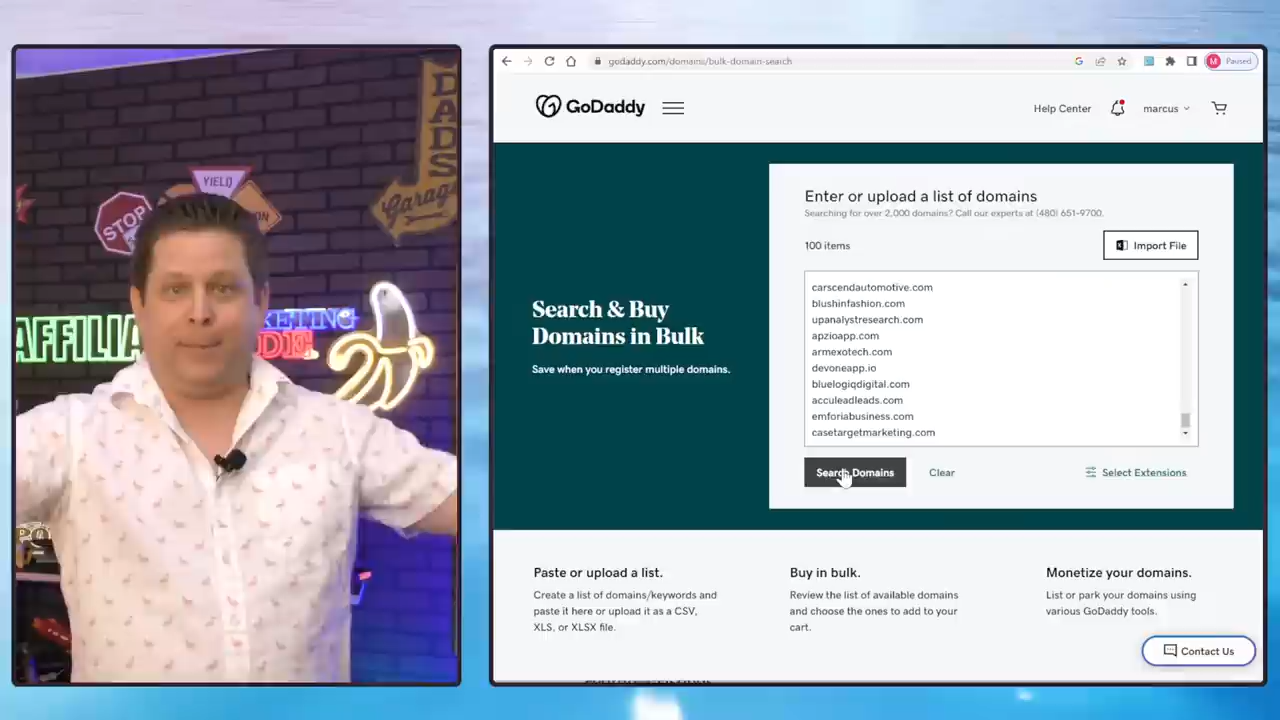 DADS
Garage
YIELD
STOP
ON
AFFILIA
KETING
DUDE
PO
godaddy.com/domains/bulk-domain-search
M Paused
GoDaddy
Help Center
marcus
Enter or upload a list of domains
Searching for over 2,000 domains? Call our experts at (480) 651-9700.
100 items
Import File
carscendautomotive.com
blushinfashion.com
upanalystresearch.com
apzioapp.com
armexotech.com
devoneapp.io
bluelogiqdigital.com
acculeadleads.com
emforiabusiness.com
casetargetmarketing.com
Search Domains
Clear
Select Extensions
Search & Buy
Domains in Bulk
Save when you register multiple domains.
Paste or upload a list.
Create a list of domains/keywords and
paste it here or upload it as a CSV,
XLS, or XLSX file.
Buy in bulk.
Review the list of available domains
and choose the ones to add to your
cart.
Monetize your domains.
List or park your domains using
various GoDaddy tools.
Contact Us